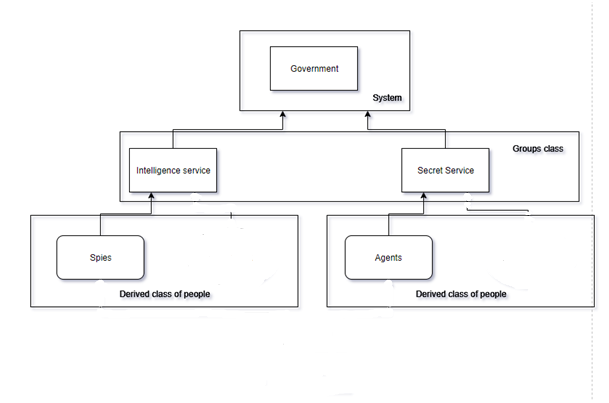 Government
System
Groups class
Intelligence service
Secret Service
Spies
Agents
Derived class of people
Derived class of people